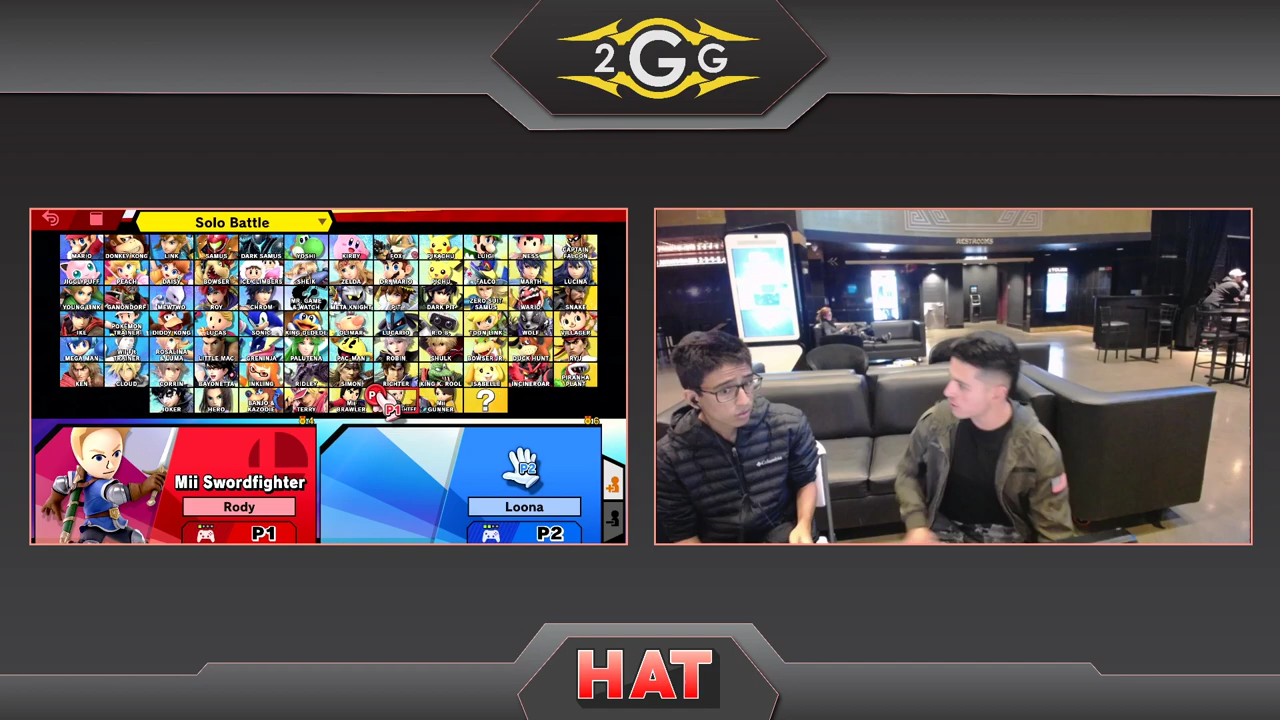 2GG
Solo Battle
MARIO DONKEY KONG LINK SAMUS DARK SAMUS YOSHI KIRBY FOX PIKACHU LUIGI NESS CAPTAIN FALCON
JIGGLYPUFF PEACH DAISY BOWSER ICE CLIMBERS SHEIK ZELDA DR. MARIO PICHU FALCO MARTH LUCINA
YOUNG LINK GANONDORF MEWTWO ROY CHROM MR. GAME & WATCH META KNIGHT PIT DARK PIT ZERO SUIT SAMUS WARIO SNAKE
IKE POKÉMON TRAINER DIDDY KONG LUCAS SONIC KING DEDEDE OLIMAR LUCARIO R.O.B. TOON LINK WOLF VILLAGER
MEGA MAN WII FIT TRAINER ROSALINA & LUMA LITTLE MAC GRENINJA PALUTENA PAC-MAN ROBIN SHULK BOWSER JR. DUCK HUNT RYU
KEN CLOUD CORRIN BAYONETTA INKLING RIDLEY SIMON RICHTER KING K. ROOL ISABELLE INCINEROAR PIRANHA PLANT
JOKER HERO BANJO & KAZOOIE TERRY MII BRAWLER MII GUNNER ?
P1
Mii Swordfighter
Rody
P1
P2
Loona
P2
RESTROOMS
Columbia
HAT